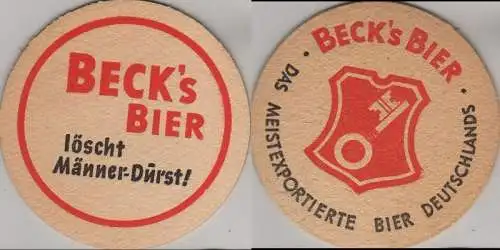 BECK's
BIER
löscht
Männer-Dürst!
· BECK's BIER ·
DAS MEISTEXPORTIERTE BIER DEUTSCHLANDS